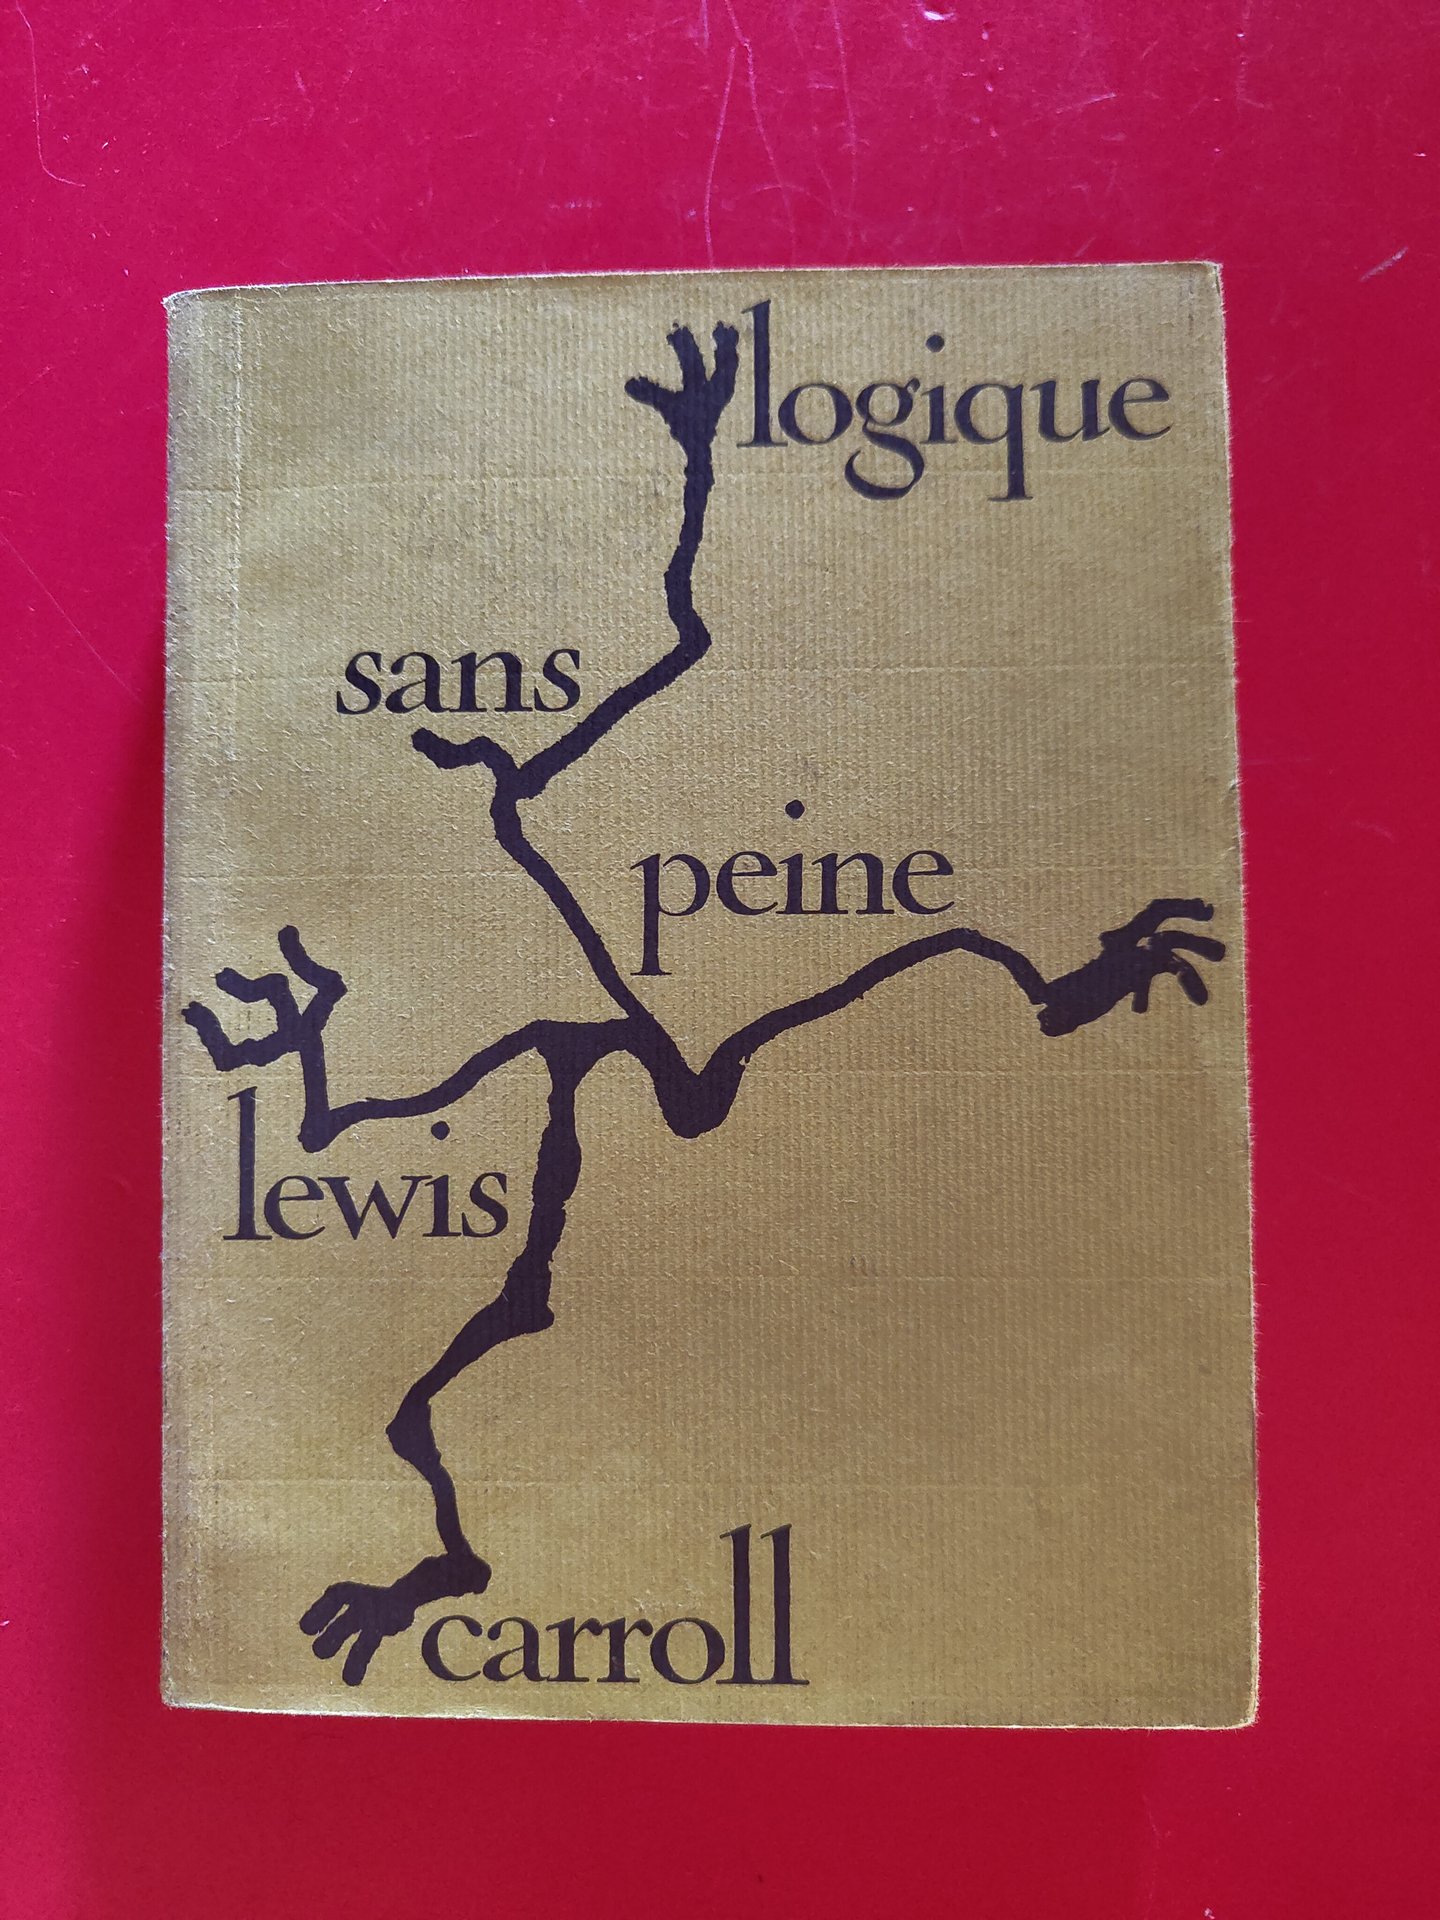 logique
sans
peine
lewis
carroll